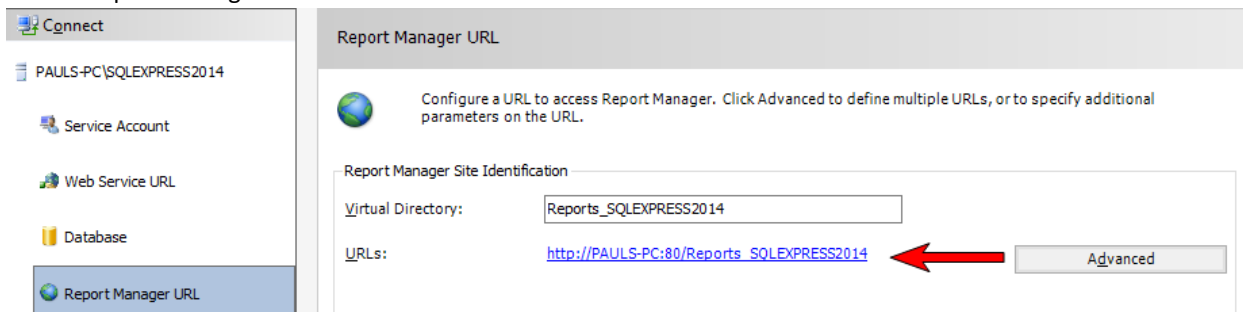 Connect
PAULS-PC\SQLEXPRESS2014
Service Account
Web Service URL
Database
Report Manager URL
Report Manager URL
Configure a URL to access Report Manager. Click Advanced to define multiple URLs, or to specify additional
parameters on the URL.
Report Manager Site Identification
Virtual Directory: Reports_SQLEXPRESS2014
URLs: http://PAULS-PC:80/Reports_SQLEXPRESS2014 Advanced